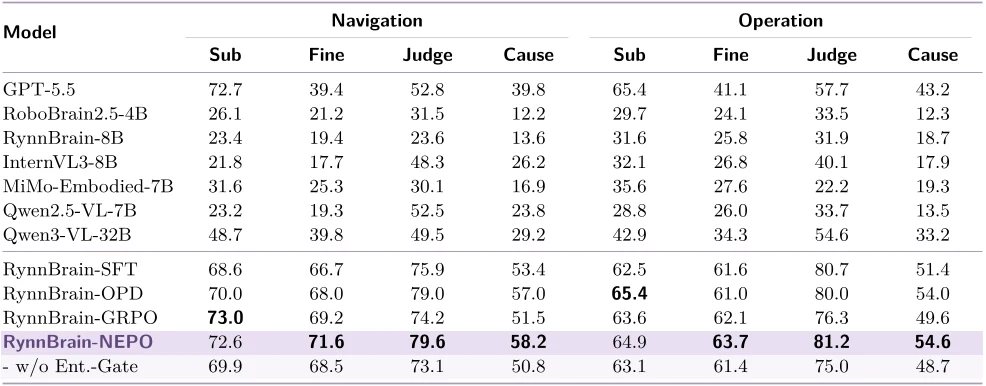 Model Navigation Operation
Sub Fine Judge Cause Sub Fine Judge Cause
GPT-5.5 72.7 39.4 52.8 39.8 65.4 41.1 57.7 43.2
RoboBrain2.5-4B 26.1 21.2 31.5 12.2 29.7 24.1 33.5 12.3
RynnBrain-8B 23.4 19.4 23.6 13.6 31.6 25.8 31.9 18.7
InternVL3-8B 21.8 17.7 48.3 26.2 32.1 26.8 40.1 17.9
MiMo-Embodied-7B 31.6 25.3 30.1 16.9 35.6 27.6 22.2 19.3
Qwen2.5-VL-7B 23.2 19.3 52.5 23.8 28.8 26.0 33.7 13.5
Qwen3-VL-32B 48.7 39.8 49.5 29.2 42.9 34.3 54.6 33.2
RynnBrain-SFT 68.6 66.7 75.9 53.4 62.5 61.6 80.7 51.4
RynnBrain-OPD 70.0 68.0 79.0 57.0 65.4 61.0 80.0 54.0
RynnBrain-GRPO 73.0 69.2 74.2 51.5 63.6 62.1 76.3 49.6
RynnBrain-NEPO 72.6 71.6 79.6 58.2 64.9 63.7 81.2 54.6
- w/o Ent.-Gate 69.9 68.5 73.1 50.8 63.1 61.4 75.0 48.7